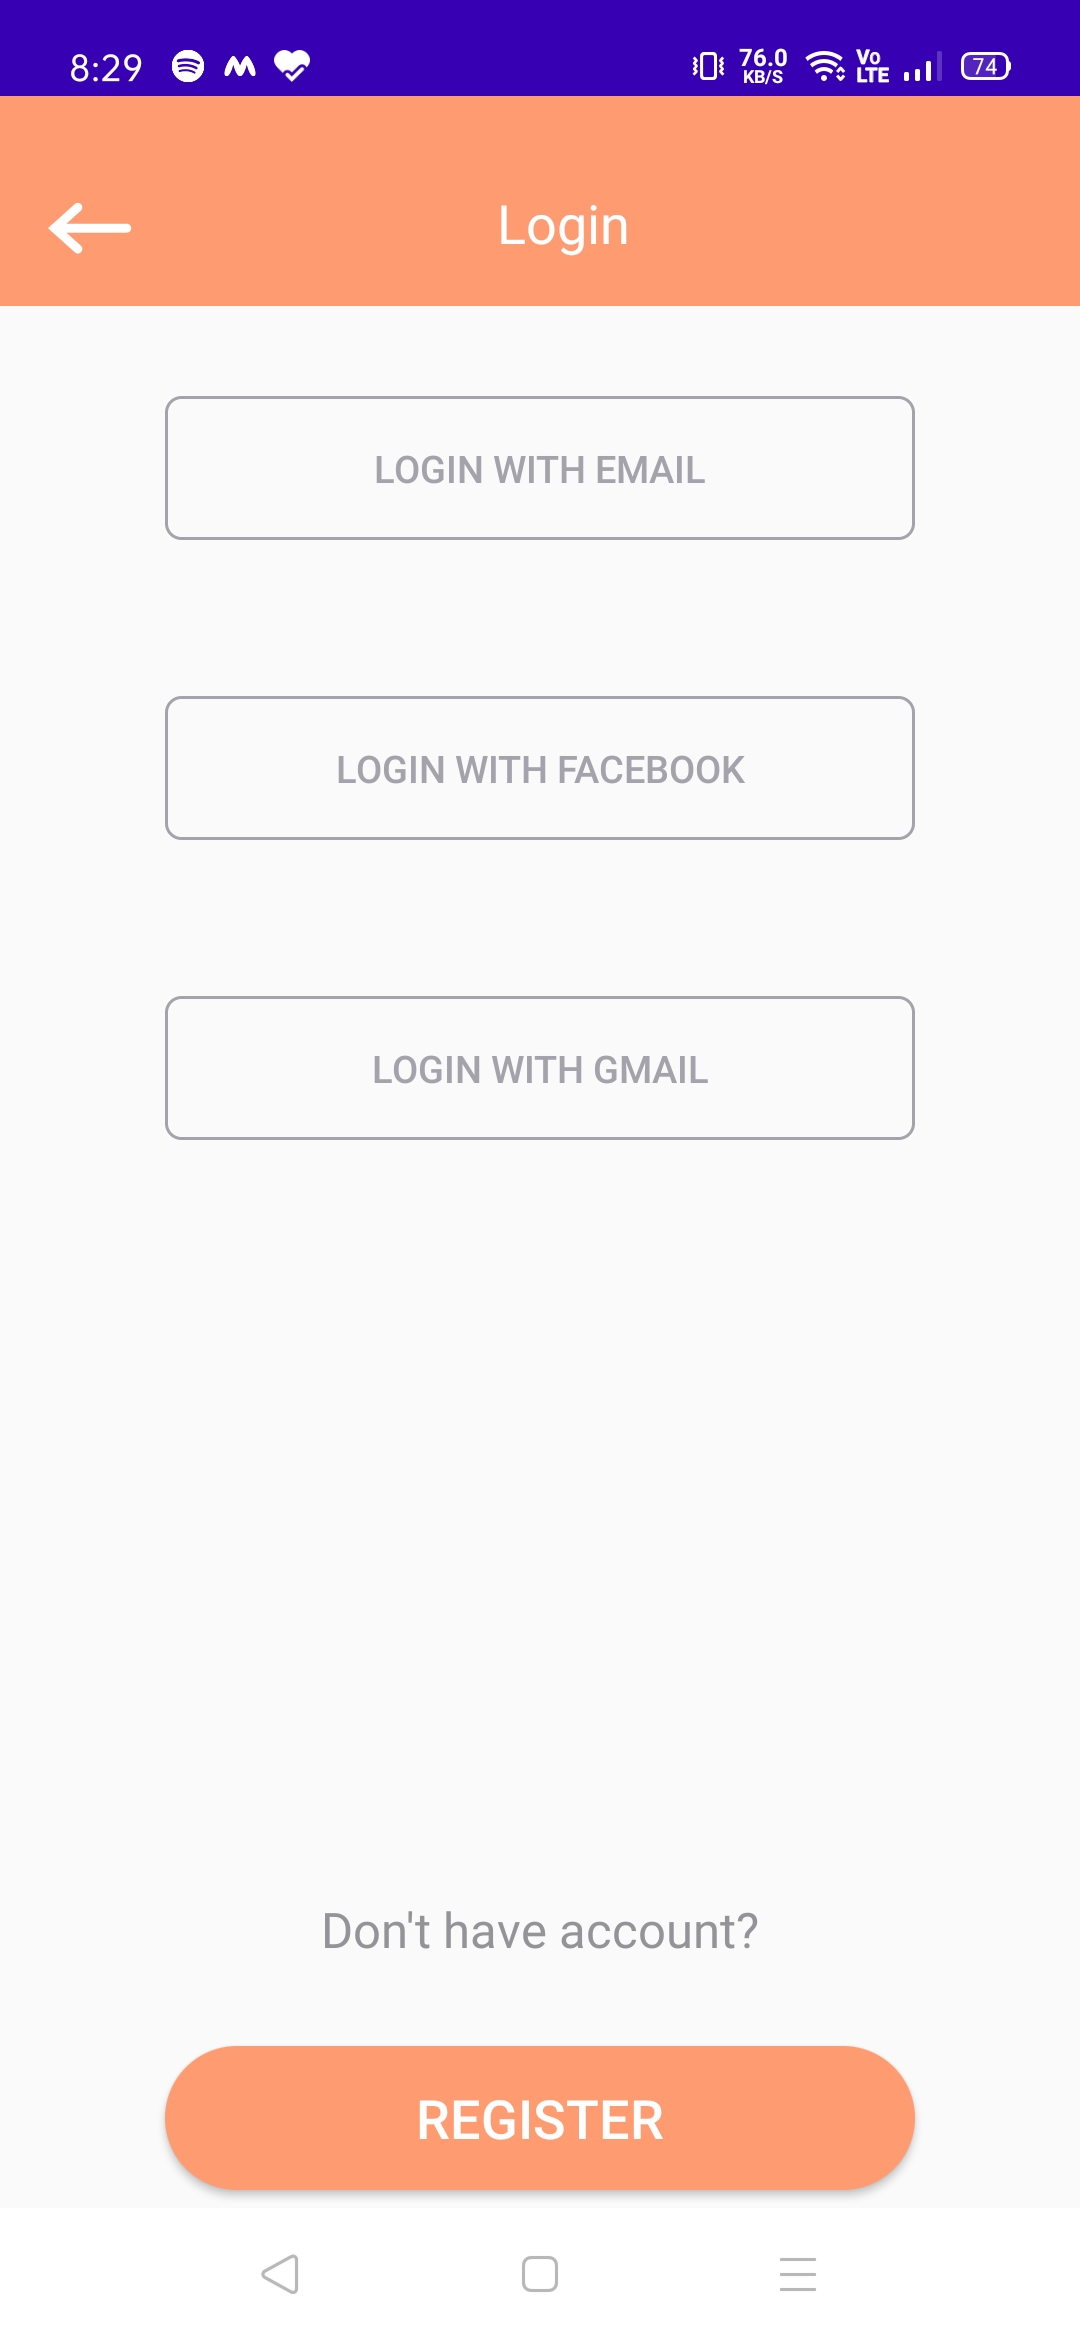 8:29 76.0 KB/S Vo LTE 74
Login
LOGIN WITH EMAIL
LOGIN WITH FACEBOOK
LOGIN WITH GMAIL
Don't have account?
REGISTER